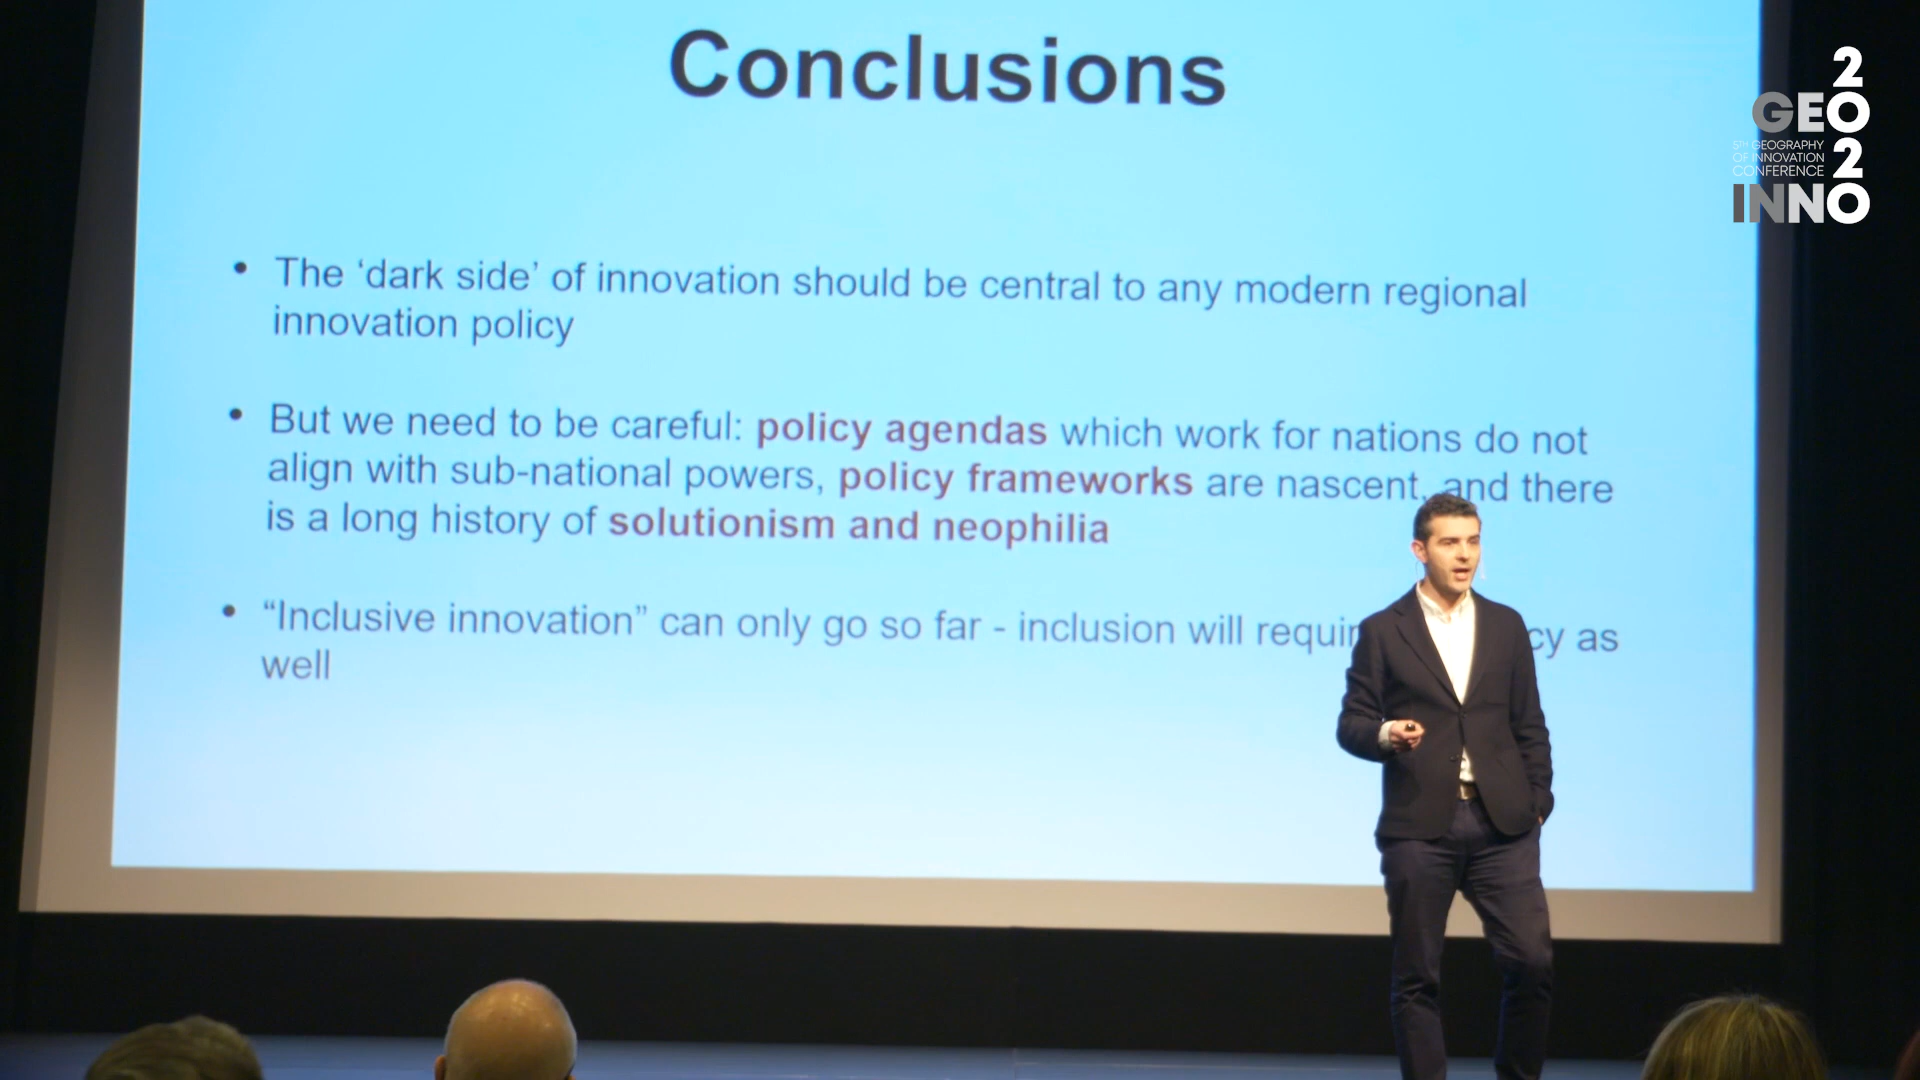 Conclusions
• The ‘dark side’ of innovation should be central to any modern regional
innovation policy
• But we need to be careful: policy agendas which work for nations do not
align with sub-national powers, policy frameworks are nascent, and there
is a long history of solutionism and neophilia
• “Inclusive innovation” can only go so far - inclusion will as
well
2
GEO
5TH GEOGRAPHY
OF INNOVATION
CONFERENCE
2
INNO